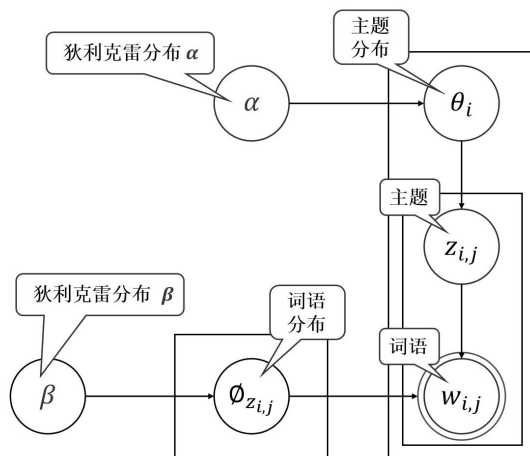 主题
分布
狄利克雷分布 α
α
θ_i
主题
z_{i,j}
狄利克雷分布 β
词语
分布
词语
β
∅_{z_{i,j}}
w_{i,j}